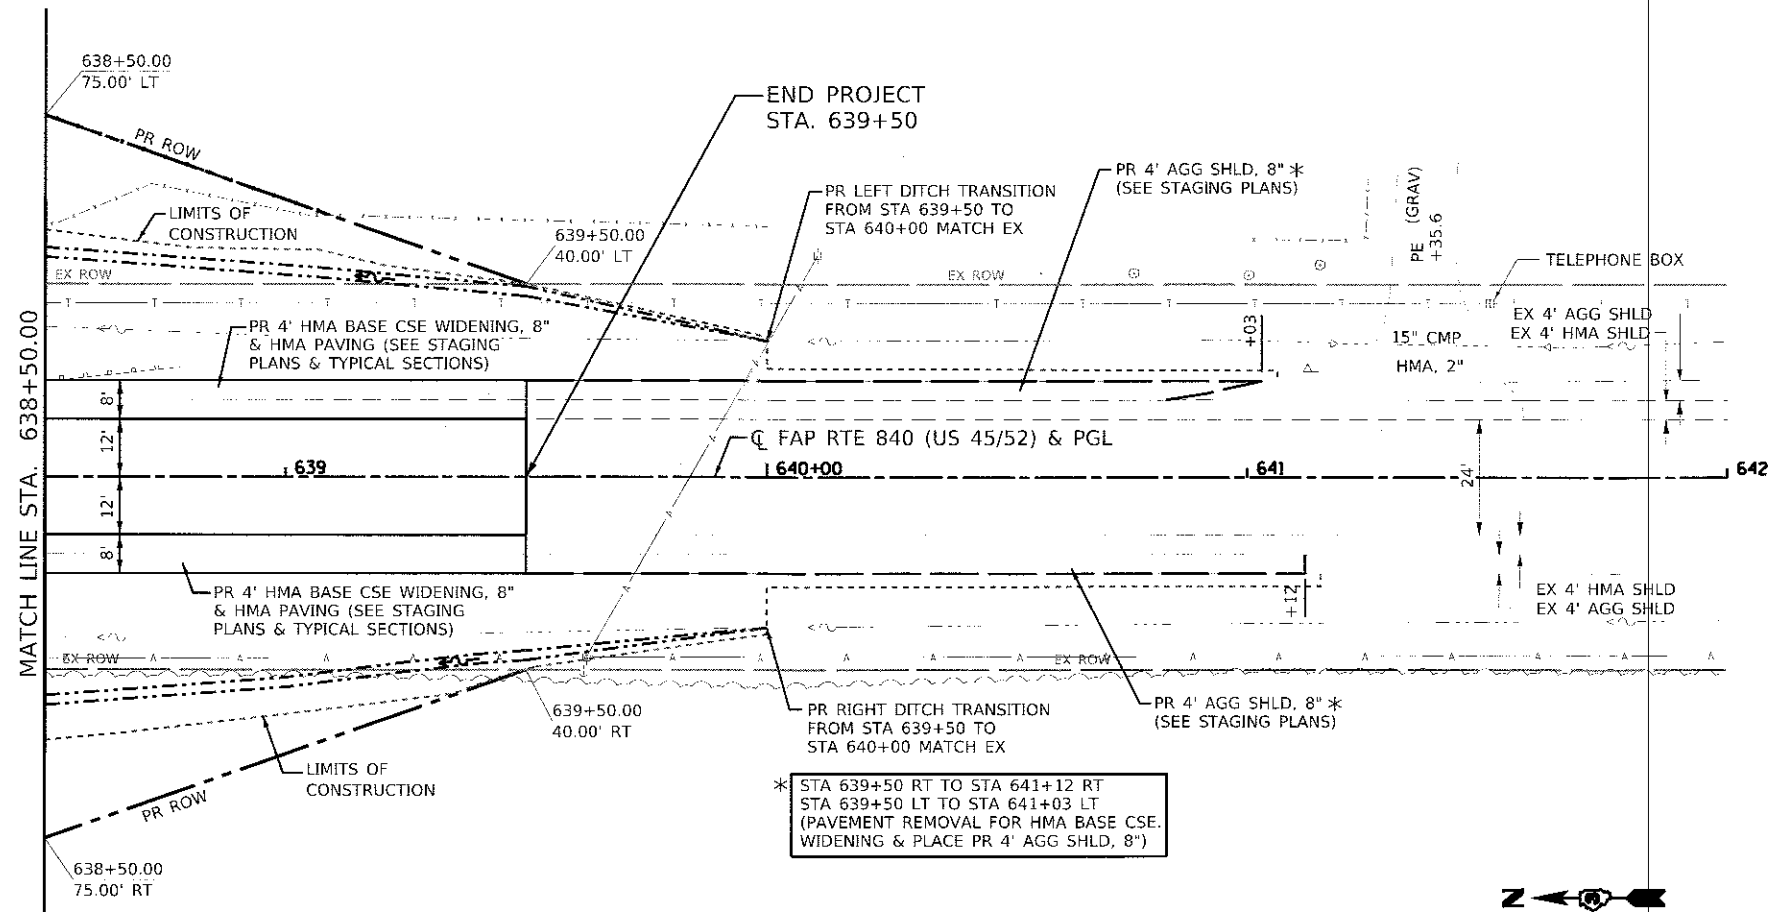 638+50.00
75.00' LT
PR ROW
END PROJECT
STA. 639+50
LIMITS OF
CONSTRUCTION
639+50.00
40.00' LT
PR LEFT DITCH TRANSITION
FROM STA 639+50 TO
STA 640+00 MATCH EX
PR 4' AGG SHLD, 8" *
(SEE STAGING PLANS)
PE (GRAV)
+35.6
TELEPHONE BOX
EX ROW
EX ROW
EX 4' AGG SHLD
EX 4' HMA SHLD
PR 4' HMA BASE CSE WIDENING, 8"
& HMA PAVING (SEE STAGING
PLANS & TYPICAL SECTIONS)
+03
15" CMP
HMA, 2"
MATCH LINE STA. 638+50.00
8'
12'
12'
8'
℄ FAP RTE 840 (US 45/52) & PGL
639
640+00
641
642
24'
PR 4' HMA BASE CSE WIDENING, 8"
& HMA PAVING (SEE STAGING
PLANS & TYPICAL SECTIONS)
+12
EX 4' HMA SHLD
EX 4' AGG SHLD
EX ROW
EX ROW
639+50.00
40.00' RT
PR RIGHT DITCH TRANSITION
FROM STA 639+50 TO
STA 640+00 MATCH EX
PR 4' AGG SHLD, 8" *
(SEE STAGING PLANS)
LIMITS OF
CONSTRUCTION
PR ROW
* STA 639+50 RT TO STA 641+12 RT
STA 639+50 LT TO STA 641+03 LT
(PAVEMENT REMOVAL FOR HMA BASE CSE.
WIDENING & PLACE PR 4' AGG SHLD, 8")
638+50.00
75.00' RT
N